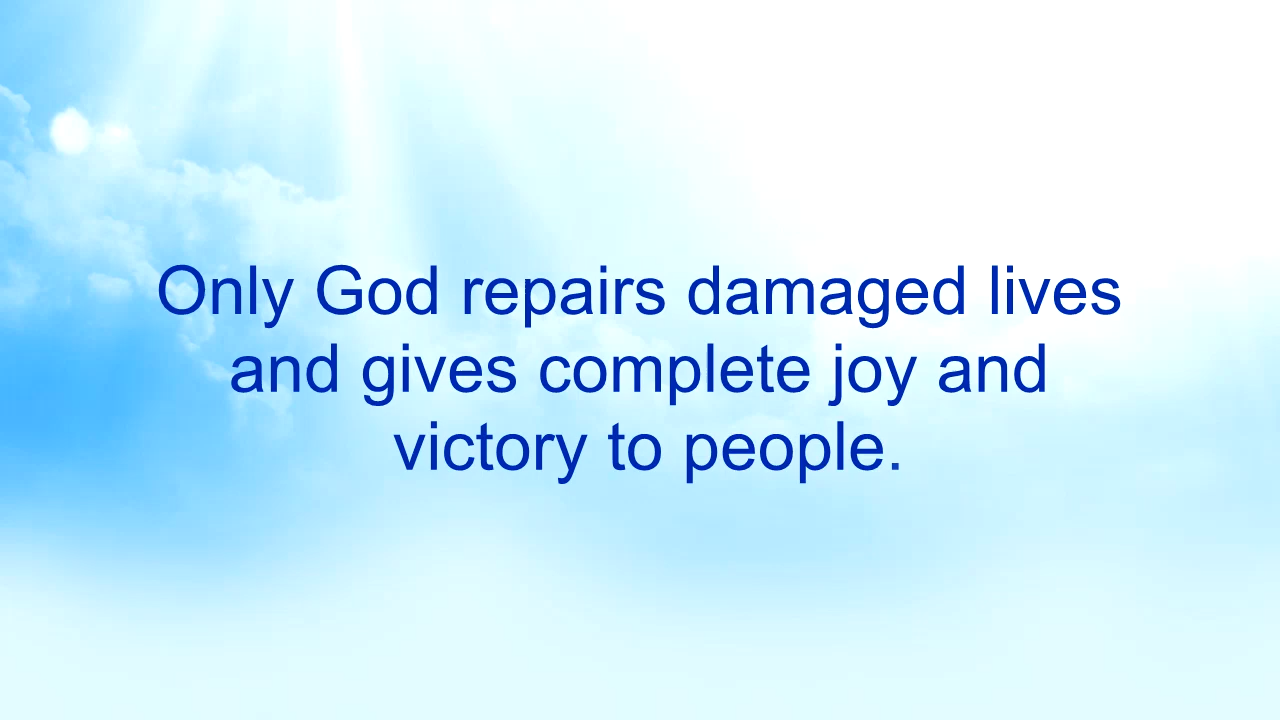 Only God repairs damaged lives
and gives complete joy and
victory to people.